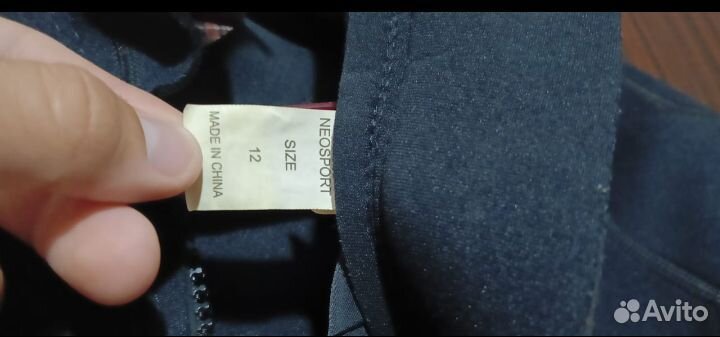 NEOSPORT
SIZE
12
MADE IN CHINA
Avito